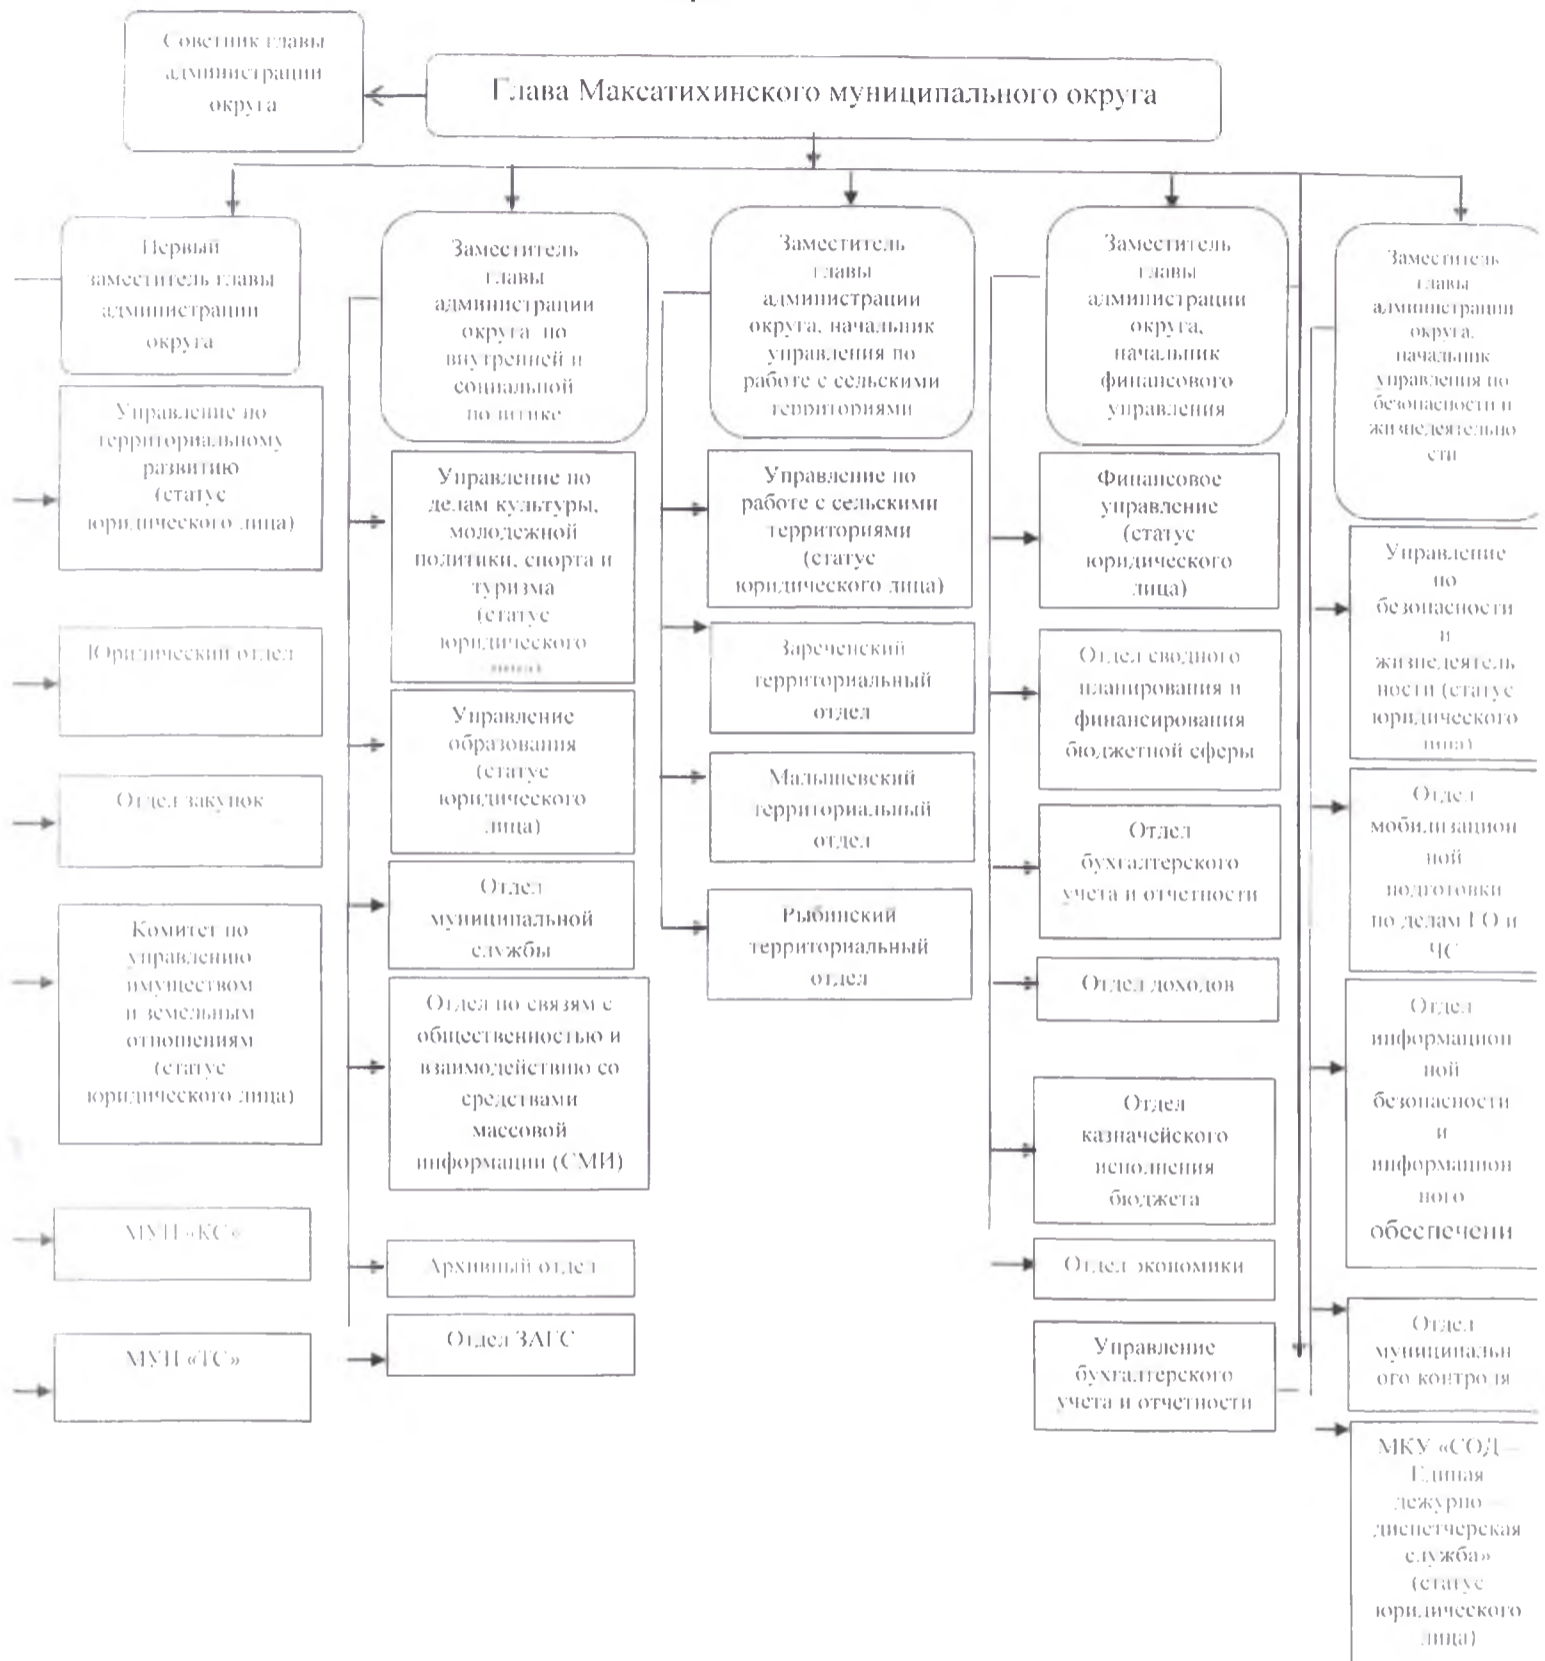 Советник главы
администрации
округа
Глава Максатихинского муниципального округа
Первый
заместитель главы
администрации
округа
Управление по
территориальному
развитию
(статус
юридического лица)
Юридический отдел
Отдел закупок
Комитет по
управлению
имуществом
и земельным
отношениям
(статус
юридического лица)
МУП «КС»
МУП «ТС»
Заместитель
главы
администрации
округа по
внутренней и
социальной
политике
Управление по
делам культуры,
молодежной
политики, спорта и
туризма
(статус
юридического
лица)
Управление
образования
(статус
юридического
лица)
Отдел
муниципальной
службы
Отдел по связям с
общественностью и
взаимодействию со
средствами
массовой
информации (СМИ)
Архивный отдел
Отдел ЗАГС
Заместитель
главы
администрации
округа, начальник
управления по
работе с сельскими
территориями
Управление по
работе с сельскими
территориями
(статус
юридического лица)
Зареченский
территориальный
отдел
Малышевский
территориальный
отдел
Рыбинский
территориальный
отдел
Заместитель
главы
администрации
округа,
начальник
финансового
управления
Финансовое
управление
(статус
юридического
лица)
Отдел сводного
планирования и
финансирования
бюджетной сферы
Отдел
бухгалтерского
учета и отчетности
Отдел доходов
Отдел
казначейского
исполнения
бюджета
Отдел экономики
Управление
бухгалтерского
учета и отчетности
Заместитель
главы
администрации
округа,
начальник
управления по
безопасности и
жизнедеятельно
сти
Управление
по
безопасности
и
жизнедеятель
ности (статус
юридического
лица)
Отдел
мобилизацион
ной
подготовки
по делам ГО и
ЧС
Отдел
информацион
ной
безопасности
и
информацион
ного
обеспечени
Отдел
муниципальн
ого контроля
МКУ «СОД –
Единая
дежурно –
диспетчерская
служба»
(статус
юридического
лица)